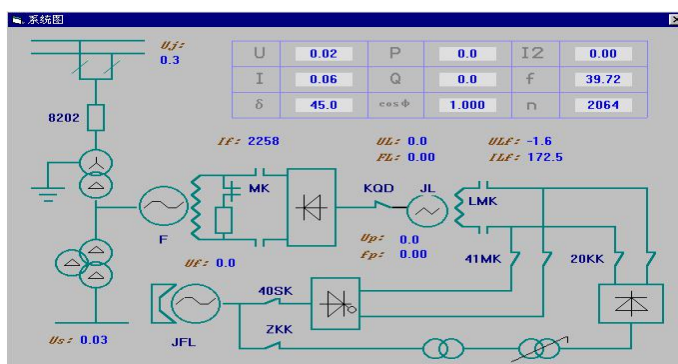 系统图
Uj:
0.3
U 0.02 P 0.0 I2 0.00
I 0.06 Q 0.0 f 39.72
δ 45.0 cosΦ 1.000 n 2064
8202
If: 2258
UL: 0.0 ULf: -1.6
FL: 0.00 ILf: 172.5
MK KQD JL LMK
F
Up: 0.0
fp: 0.00
Uf: 0.0
41MK 20KK
40SK
ZKK
JFL
Us: 0.03